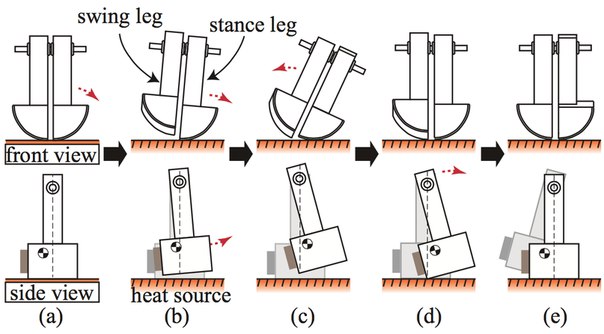 swing leg
stance leg
front view
side view
heat source
(a)
(b)
(c)
(d)
(e)